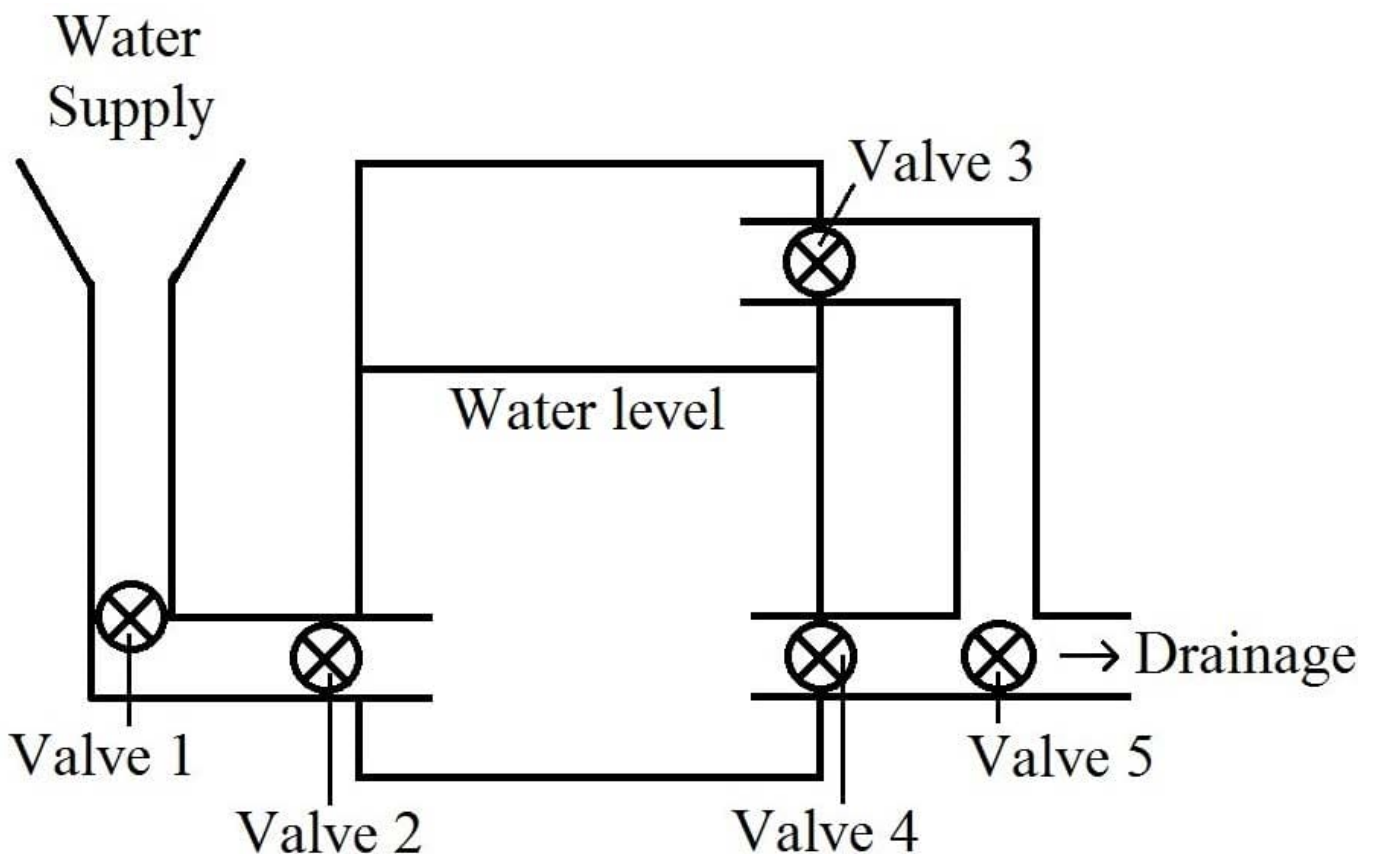 Water
Supply
Valve 3
Water level
→ Drainage
Valve 1
Valve 5
Valve 2
Valve 4